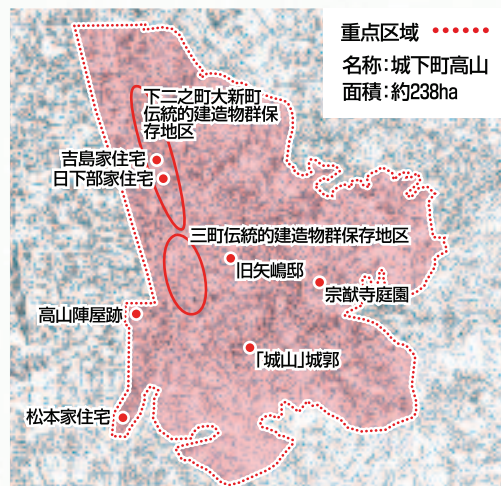 重点区域
名称：城下町高山
面積：約238ha
下二之町大新町
伝統的建造物群保
存地区
吉島家住宅
日下部家住宅
三町伝統的建造物群保存地区
旧矢嶋邸
宗猷寺庭園
高山陣屋跡
「城山」城郭
松本家住宅